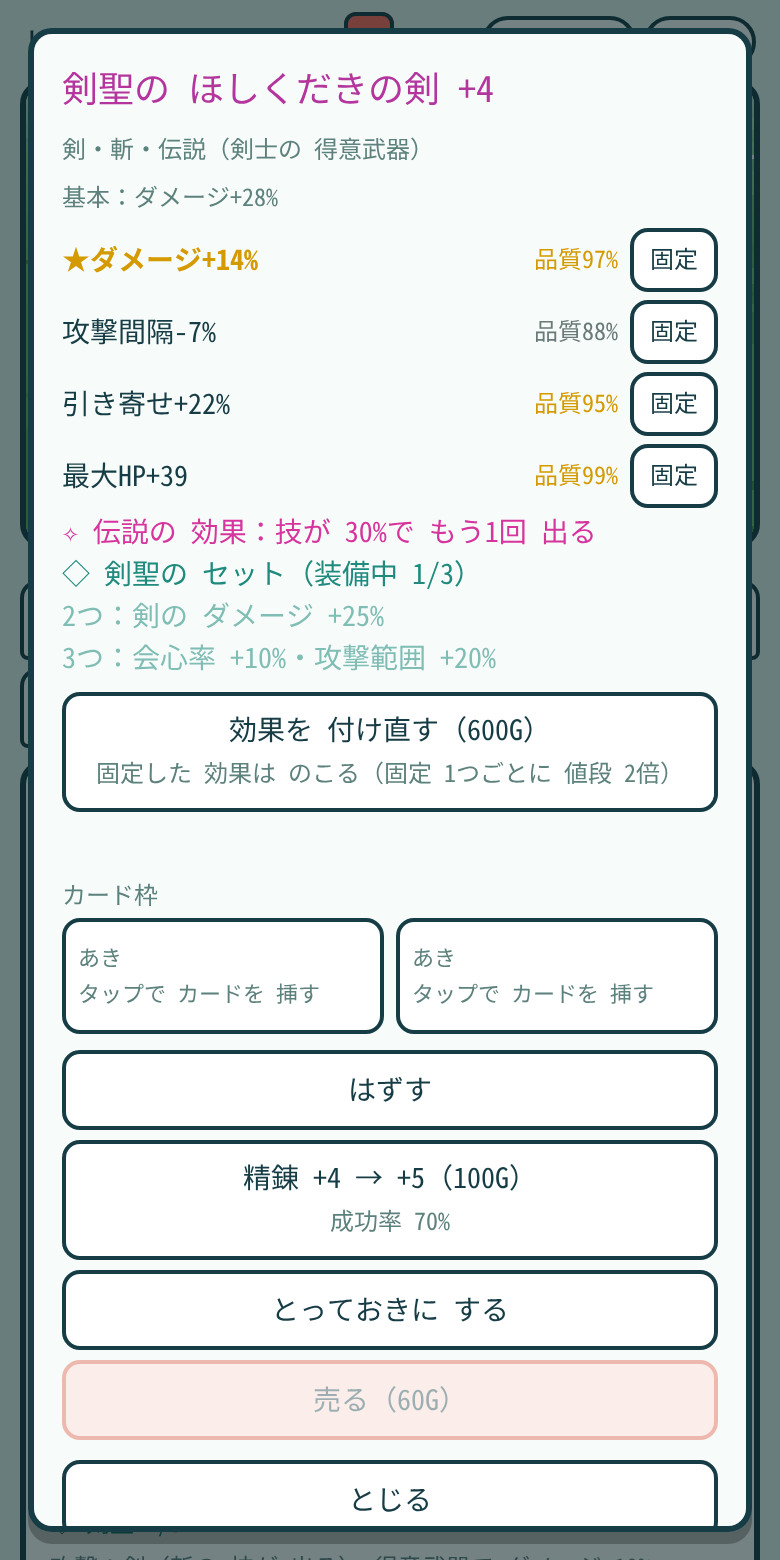 剣聖の ほしくだきの剣 +4
剣・斬・伝説（剣士の 得意武器）
基本：ダメージ+28%
★ダメージ+14% 品質97% 固定
攻撃間隔-7% 品質88% 固定
引き寄せ+22% 品質95% 固定
最大HP+39 品質99% 固定
✧ 伝説の 効果：技が 30%で もう1回 出る
◇ 剣聖の セット（装備中 1/3）
2つ：剣の ダメージ +25%
3つ：会心率 +10%・攻撃範囲 +20%
効果を 付け直す（600G）
固定した 効果は のこる（固定 1つごとに 値段 2倍）
カード枠
あき あき
タップで カードを 挿す タップで カードを 挿す
はずす
精錬 +4 → +5（100G）
成功率 70%
とっておきに する
売る（60G）
とじる